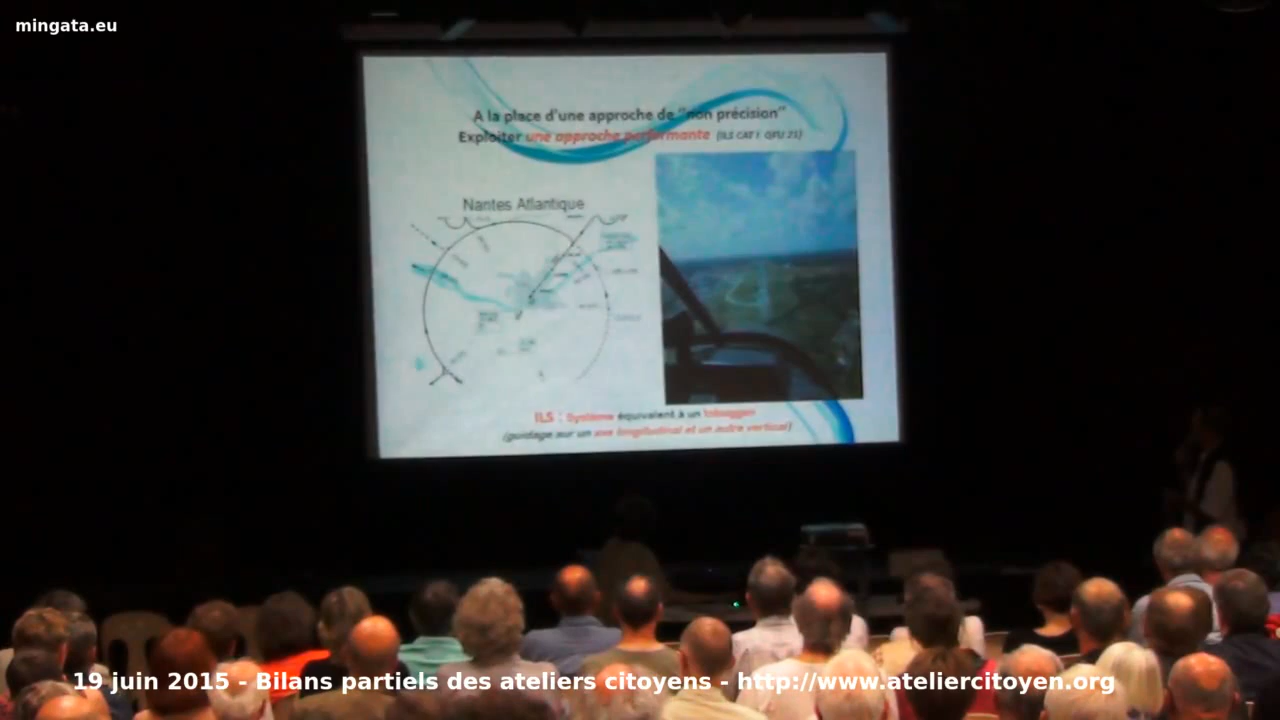 mingata.eu
A la place d'une approche de "non précision"
Exploiter une approche performante (ILS CAT I QFU 21)
Nantes Atlantique
ILS : Système équivalent à un toboggan
(guidage sur un axe longitudinal et un autre vertical)
19 juin 2015 - Bilans partiels des ateliers citoyens - http://www.ateliercitoyen.org